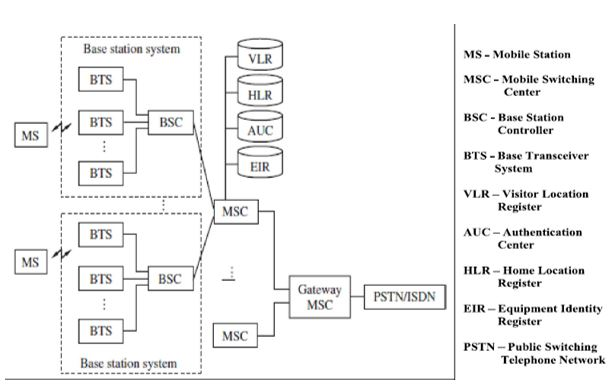 Base station system
BTS
BTS
BTS
BSC
MS
VLR
HLR
AUC
EIR
MSC
BTS
BTS
BTS
BSC
MS
Base station system
MSC
Gateway
MSC
PSTN/ISDN
MS – Mobile Station
MSC – Mobile Switching
Center
BSC - Base Station
Controller
BTS – Base Transceiver
System
VLR – Visitor Location
Register
AUC – Authentication
Center
HLR – Home Location
Register
EIR – Equipment Identity
Register
PSTN – Public Switching
Telephone Network